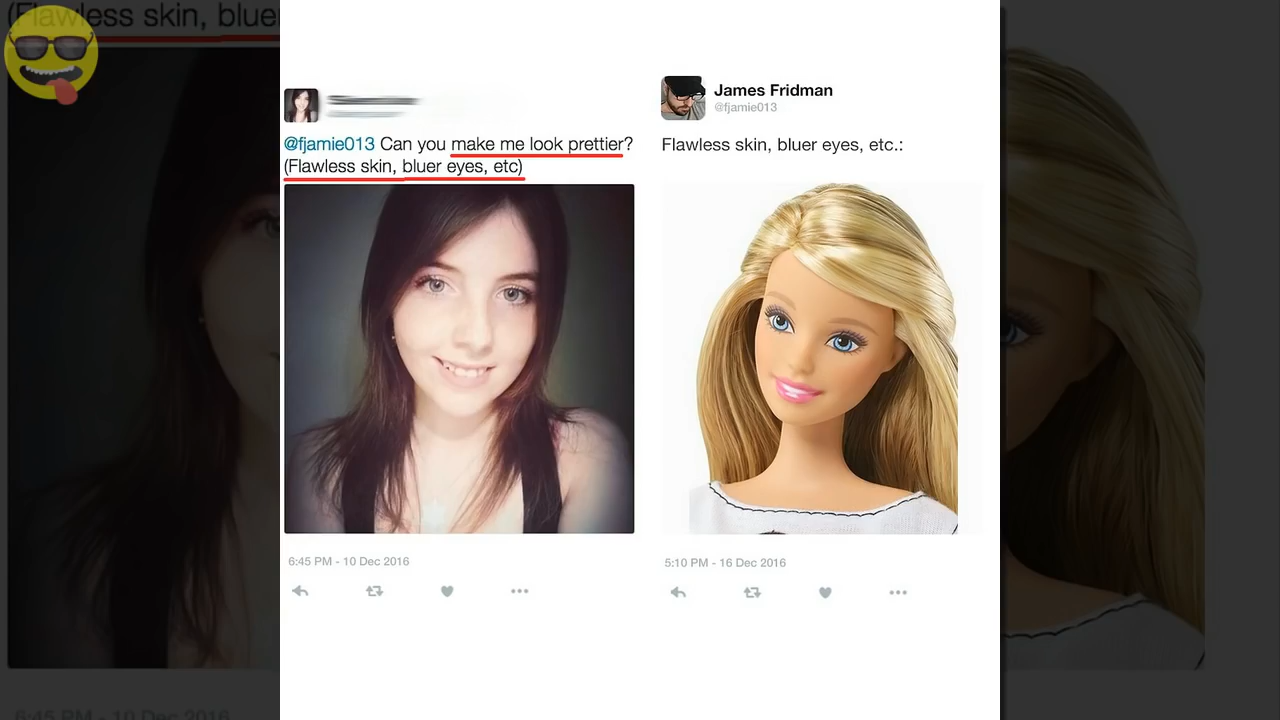 @fjamie013 Can you make me look prettier?
(Flawless skin, bluer eyes, etc)
6:45 PM - 10 Dec 2016
James Fridman
@fjamie013
Flawless skin, bluer eyes, etc.:
5:10 PM - 16 Dec 2016
(Flawless skin, bluer
6:45 PM - 10 Dec 2016